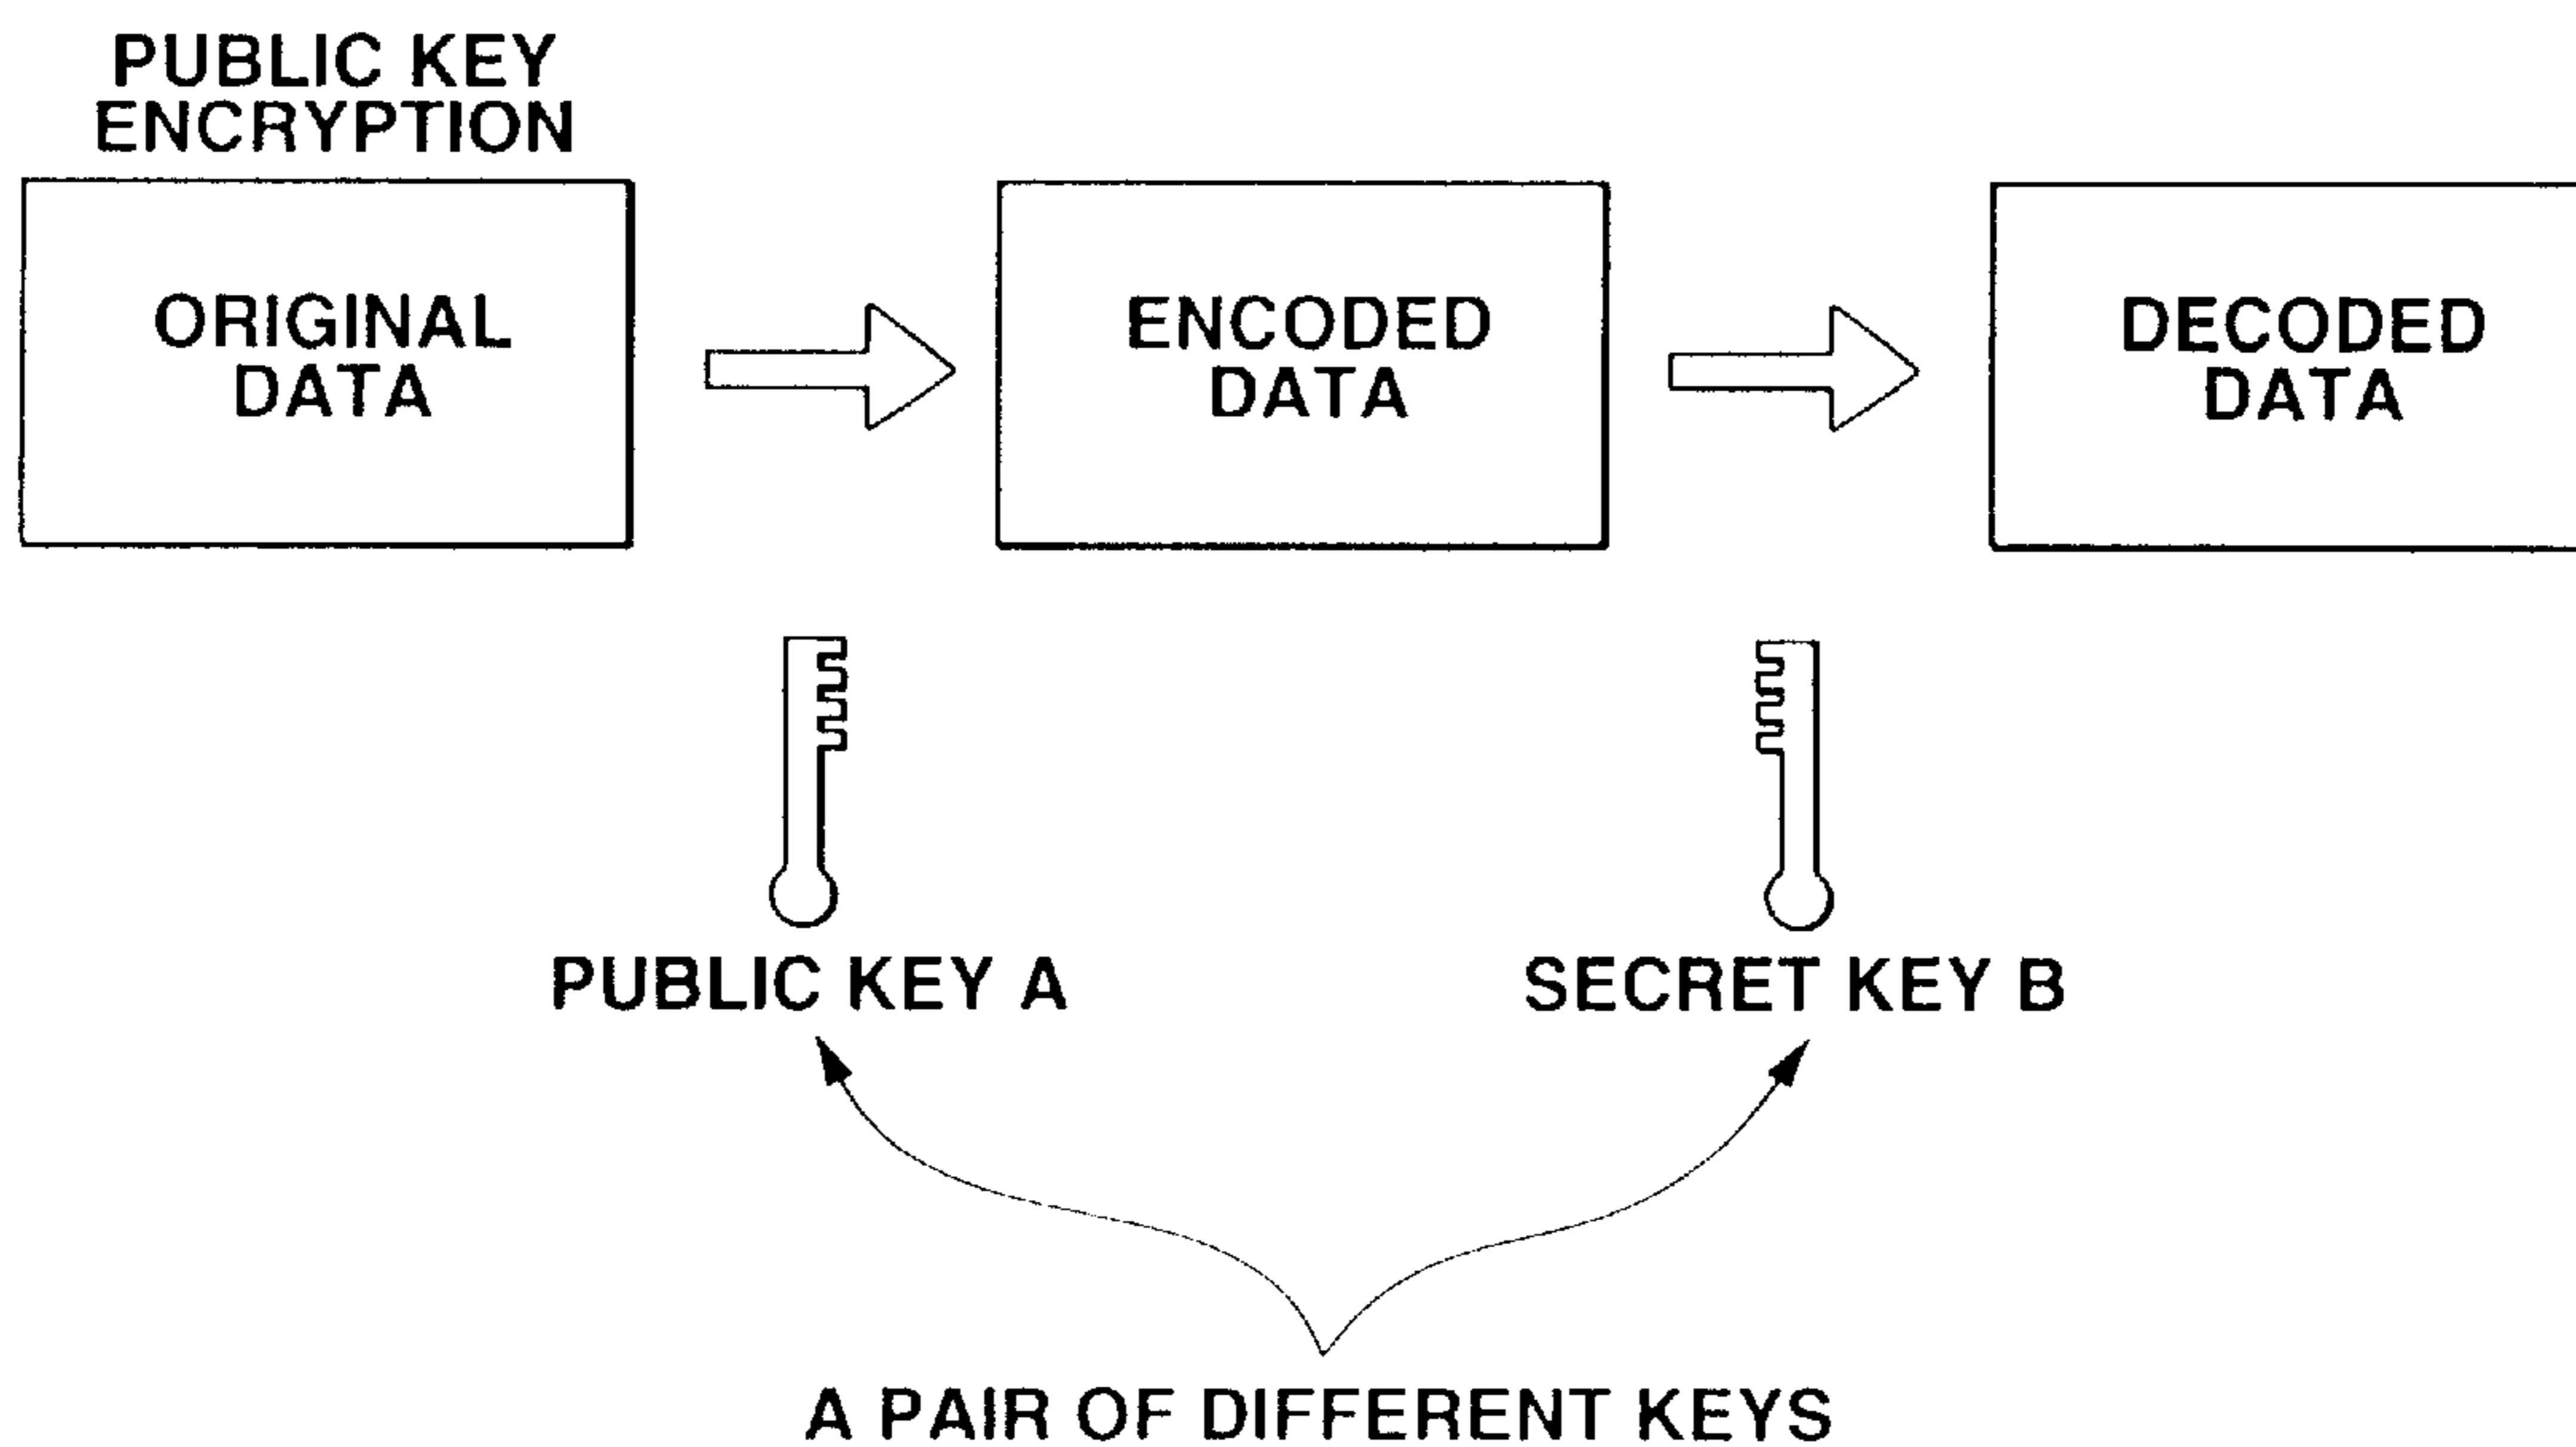 PUBLIC KEY
ENCRYPTION
ORIGINAL
DATA
ENCODED
DATA
DECODED
DATA
PUBLIC KEY A
SECRET KEY B
A PAIR OF DIFFERENT KEYS